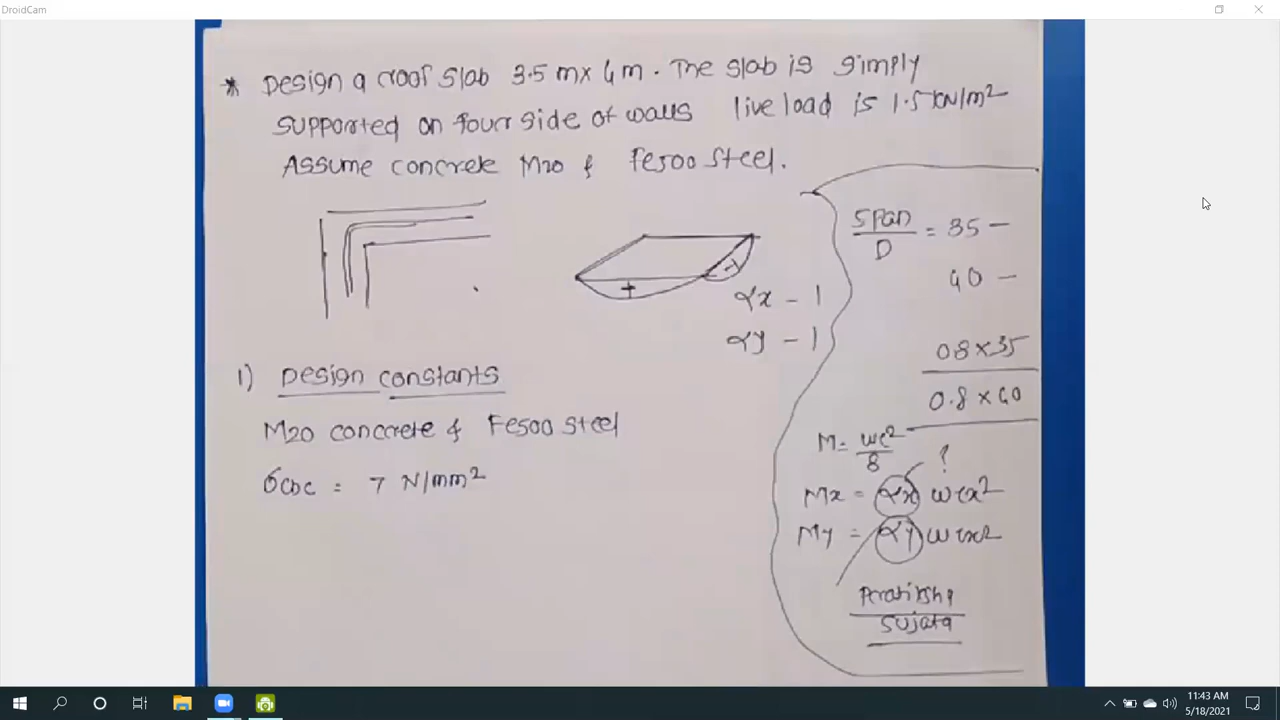 DroidCam
* Design a roof slab 3.5 m x 4 m. The slab is simply
supported on four side of walls live load is 1.5 kN/m²
Assume concrete M20 & Fe500 steel.
Span/D = 35 —
40 —
+ -
αx - 1
αy - 1
0.8 x 35
0.8 x 40
1) Design constants
M20 concrete & Fe500 steel
σcbc = 7 N/mm²
M = wl²/8
?
Mx = αx wlx²
My = αy wlx²
Sujata
11:43 AM
5/18/2021